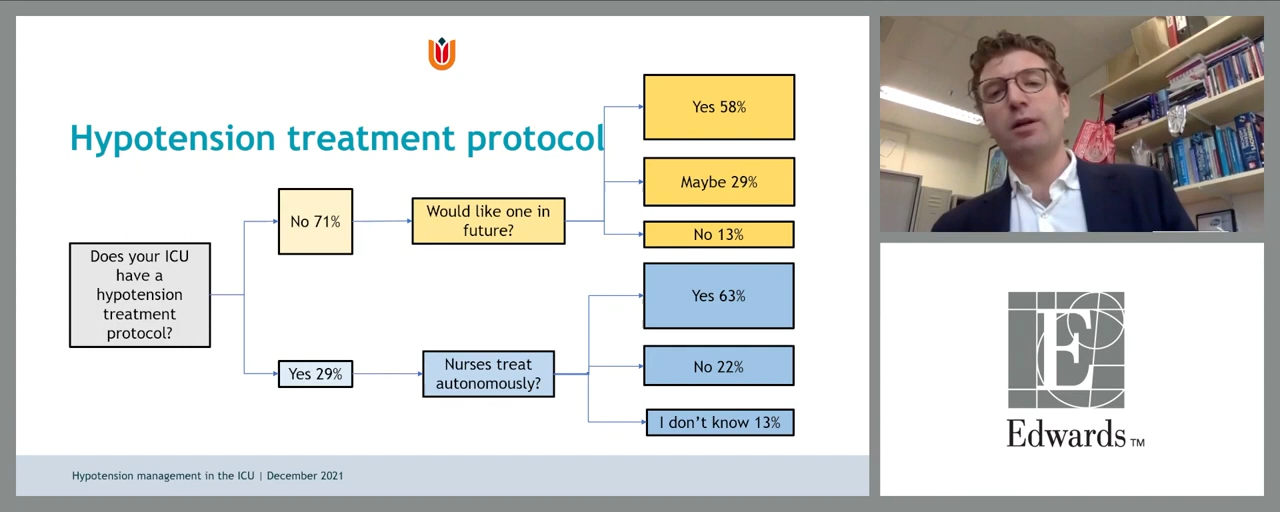 Hypotension treatment protocol
Does your ICU
have a
hypotension
treatment
protocol?
No 71%
Would like one in
future?
Yes 58%
Maybe 29%
No 13%
Yes 29%
Nurses treat
autonomously?
Yes 63%
No 22%
I don’t know 13%
Hypotension management in the ICU | December 2021
E
Edwards™